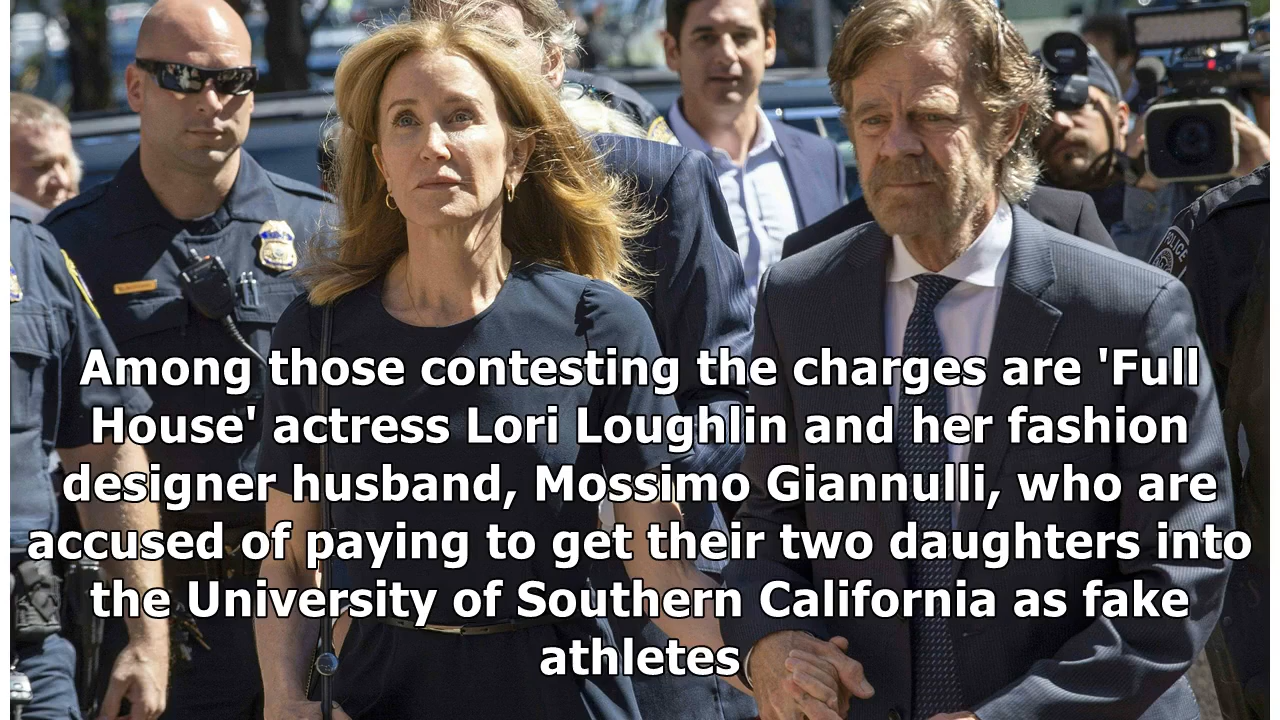 Among those contesting the charges are 'Full
House' actress Lori Loughlin and her fashion
designer husband, Mossimo Giannulli, who are
accused of paying to get their two daughters into
the University of Southern California as fake
athletes
POLICE